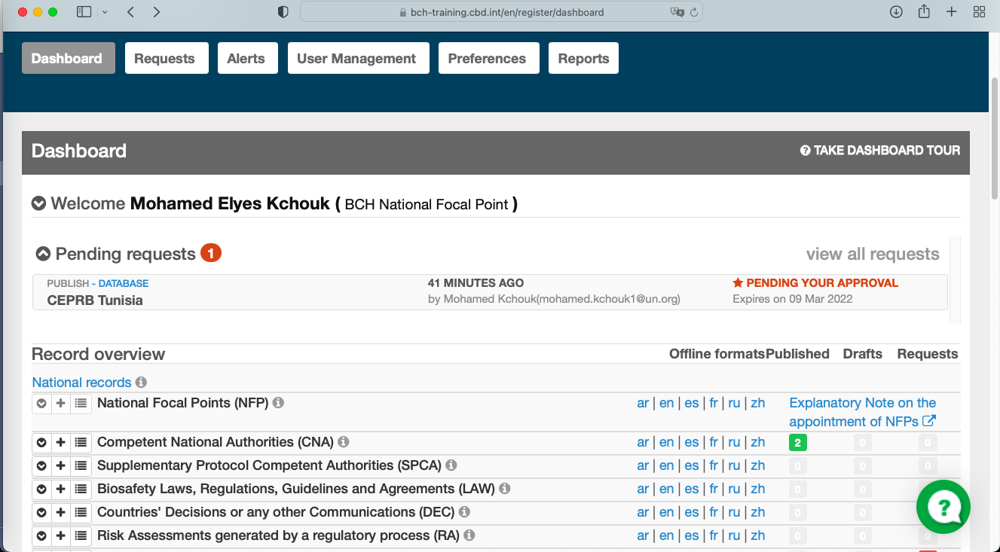 bch-training.cbd.int/en/register/dashboard
Dashboard Requests Alerts User Management Preferences Reports
Dashboard TAKE DASHBOARD TOUR
Welcome Mohamed Elyes Kchouk ( BCH National Focal Point )
Pending requests 1 view all requests
PUBLISH - DATABASE 41 MINUTES AGO PENDING YOUR APPROVAL
CEPRB Tunisia by Mohamed Kchouk(mohamed.kchouk1@un.org) Expires on 09 Mar 2022
Record overview Offline formats Published Drafts Requests
National records
National Focal Points (NFP) ar | en | es | fr | ru | zh Explanatory Note on the
appointment of NFPs
Competent National Authorities (CNA) ar | en | es | fr | ru | zh 2 0 0
Supplementary Protocol Competent Authorities (SPCA) ar | en | es | fr | ru | zh 0 0 0
Biosafety Laws, Regulations, Guidelines and Agreements (LAW) ar | en | es | fr | ru | zh 0 0
Countries' Decisions or any other Communications (DEC) ar | en | es | fr | ru | zh 0 0
Risk Assessments generated by a regulatory process (RA) ar | en | es | fr | ru | zh 0 0